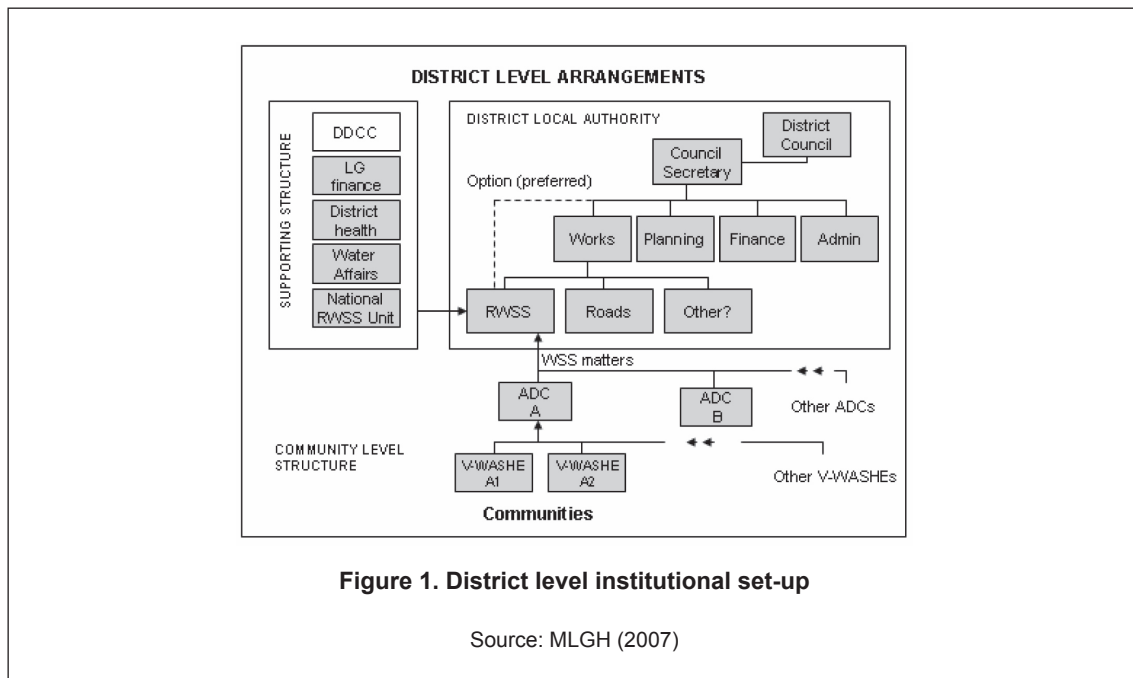 DISTRICT LEVEL ARRANGEMENTS
SUPPORTING STRUCTURE
DDCC
LG
finance
District
health
Water
Affairs
National
RWSS Unit
DISTRICT LOCAL AUTHORITY
District
Council
Council
Secretary
Option (preferred)
Works
Planning
Finance
Admin
RWSS
Roads
Other?
WSS matters
ADC
A
ADC
B
Other ADCs
COMMUNITY LEVEL
STRUCTURE
V-WASHE
A1
V-WASHE
A2
Other V-WASHEs
Communities
Figure 1. District level institutional set-up
Source: MLGH (2007)